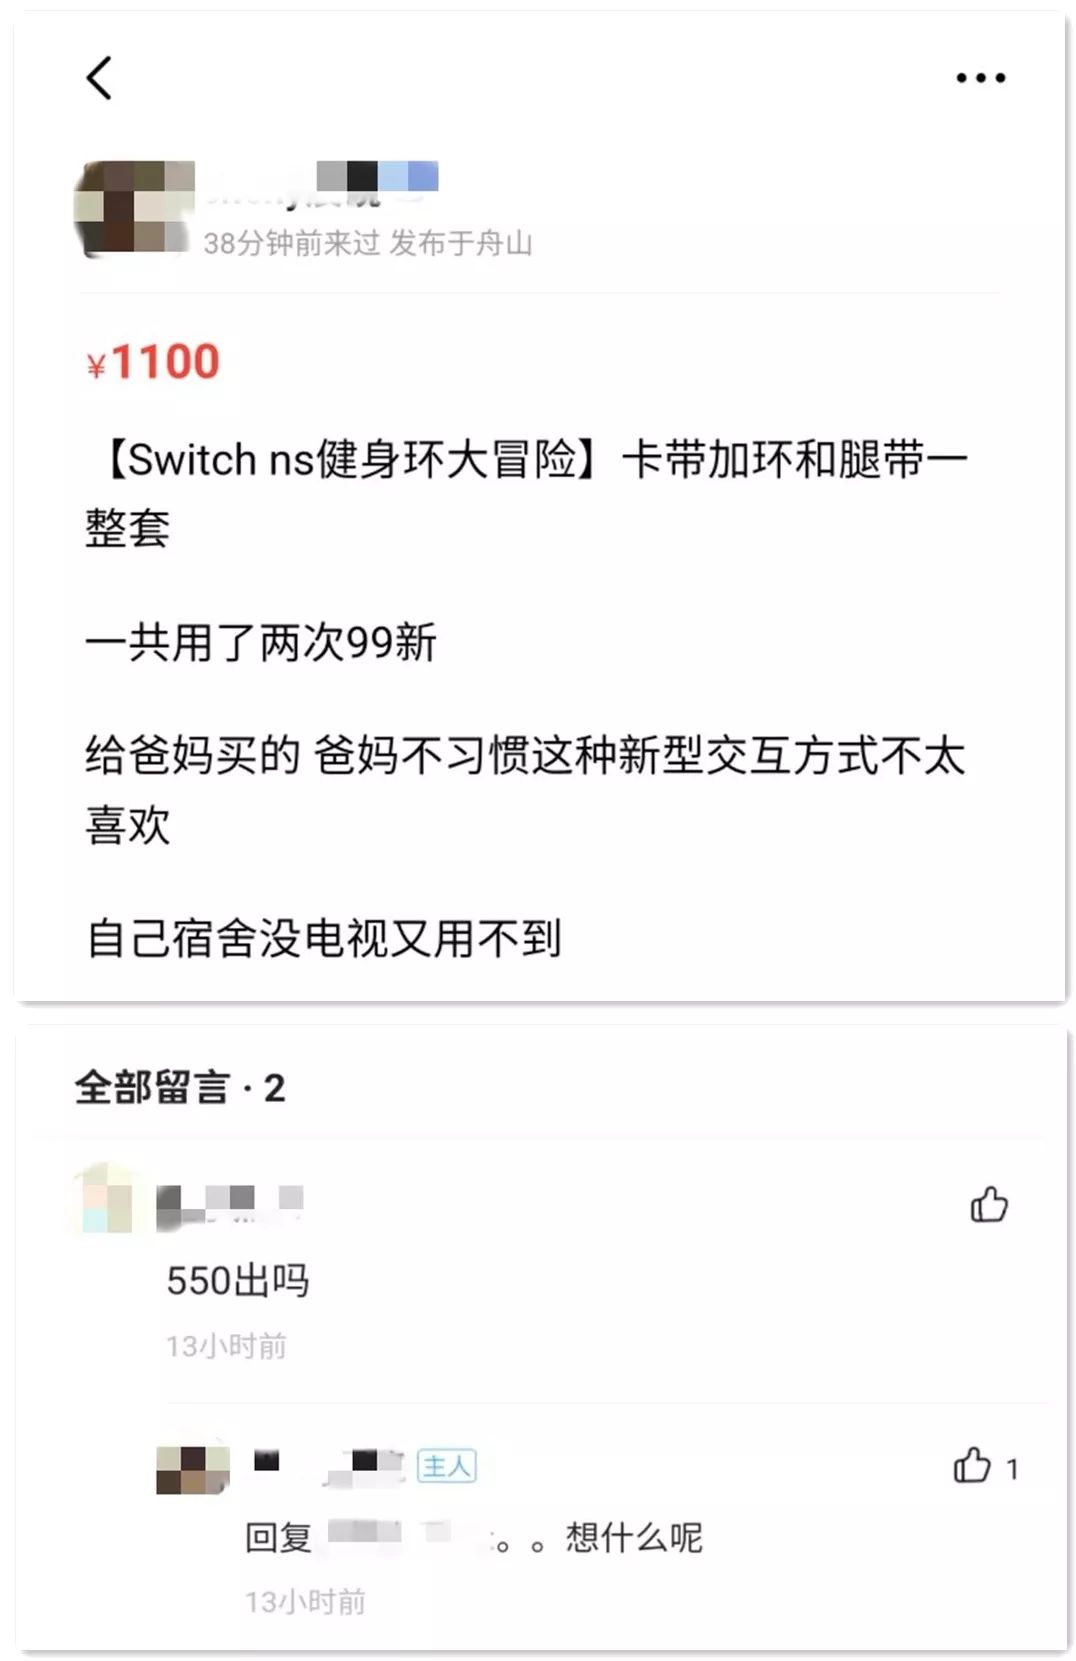 38分钟前来过 发布于舟山
¥1100
【Switch ns健身环大冒险】卡带加环和腿带一
整套
一共用了两次99新
给爸妈买的 爸妈不习惯这种新型交互方式不太
喜欢
自己宿舍没电视又用不到
全部留言 · 2
550出吗
13小时前
主人
1
回复 :。。想什么呢
13小时前